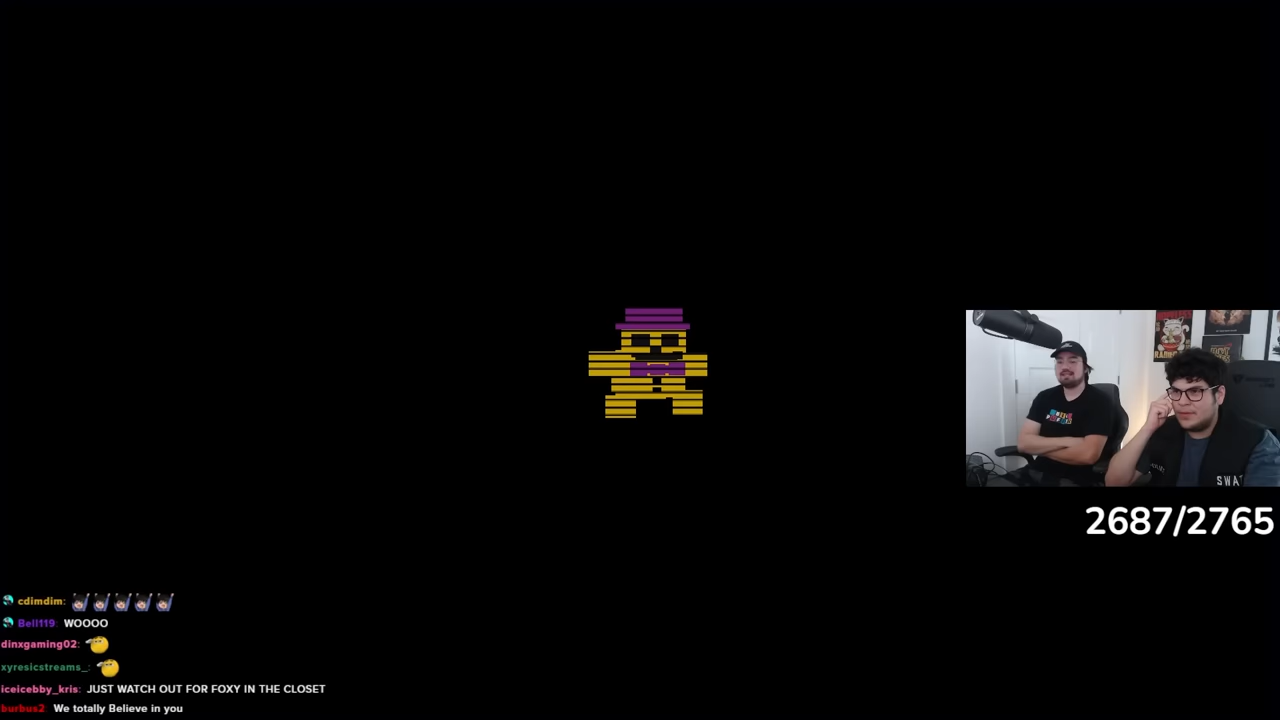 SWAT
2687/2765
cdimdim:
Bell119: WOOOO
dinxgaming02:
xyresicstreams_:
iceicebby_kris: JUST WATCH OUT FOR FOXY IN THE CLOSET
burbus2: We totally Believe in you